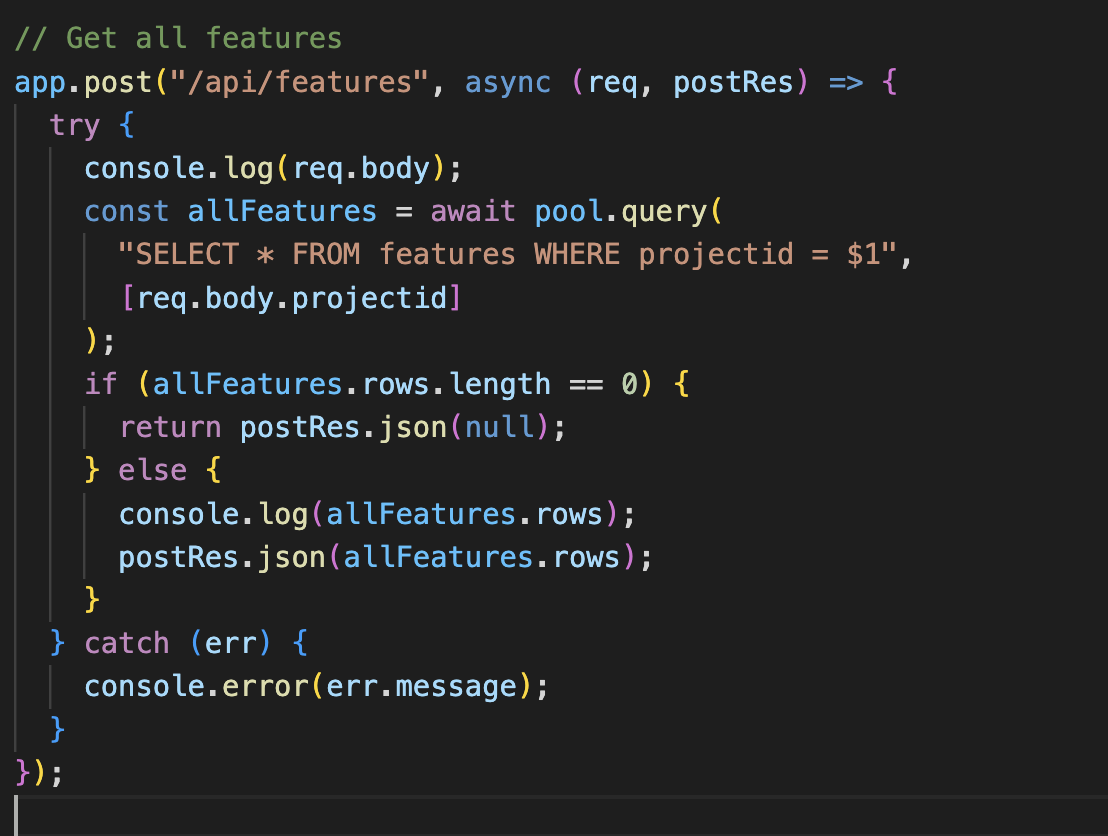 // Get all features
app.post("/api/features", async (req, postRes) => {
  try {
    console.log(req.body);
    const allFeatures = await pool.query(
      "SELECT * FROM features WHERE projectid = $1",
      [req.body.projectid]
    );
    if (allFeatures.rows.length == 0) {
      return postRes.json(null);
    } else {
      console.log(allFeatures.rows);
      postRes.json(allFeatures.rows);
    }
  } catch (err) {
    console.error(err.message);
  }
});